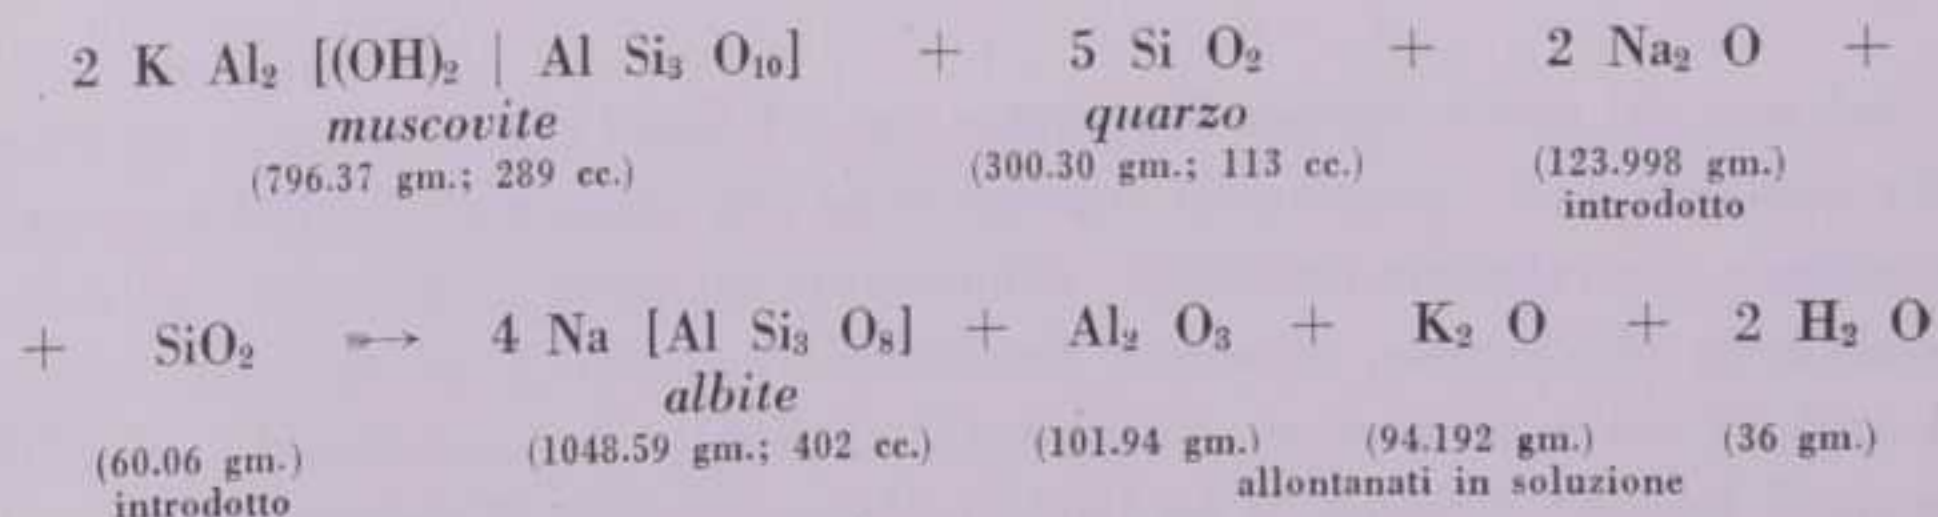 2 K Al₂ [(OH)₂ | Al Si₃ O₁₀] + 5 Si O₂ + 2 Na₂ O +
muscovite quarzo
(796.37 gm.; 289 cc.) (300.30 gm.; 113 cc.) (123.998 gm.)
introdotto
+ SiO₂ → 4 Na [Al Si₃ O₈] + Al₂ O₃ + K₂ O + 2 H₂ O
albite
(60.06 gm.) (1048.59 gm.; 402 cc.) (101.94 gm.) (94.192 gm.) (36 gm.)
introdotto allontanati in soluzione